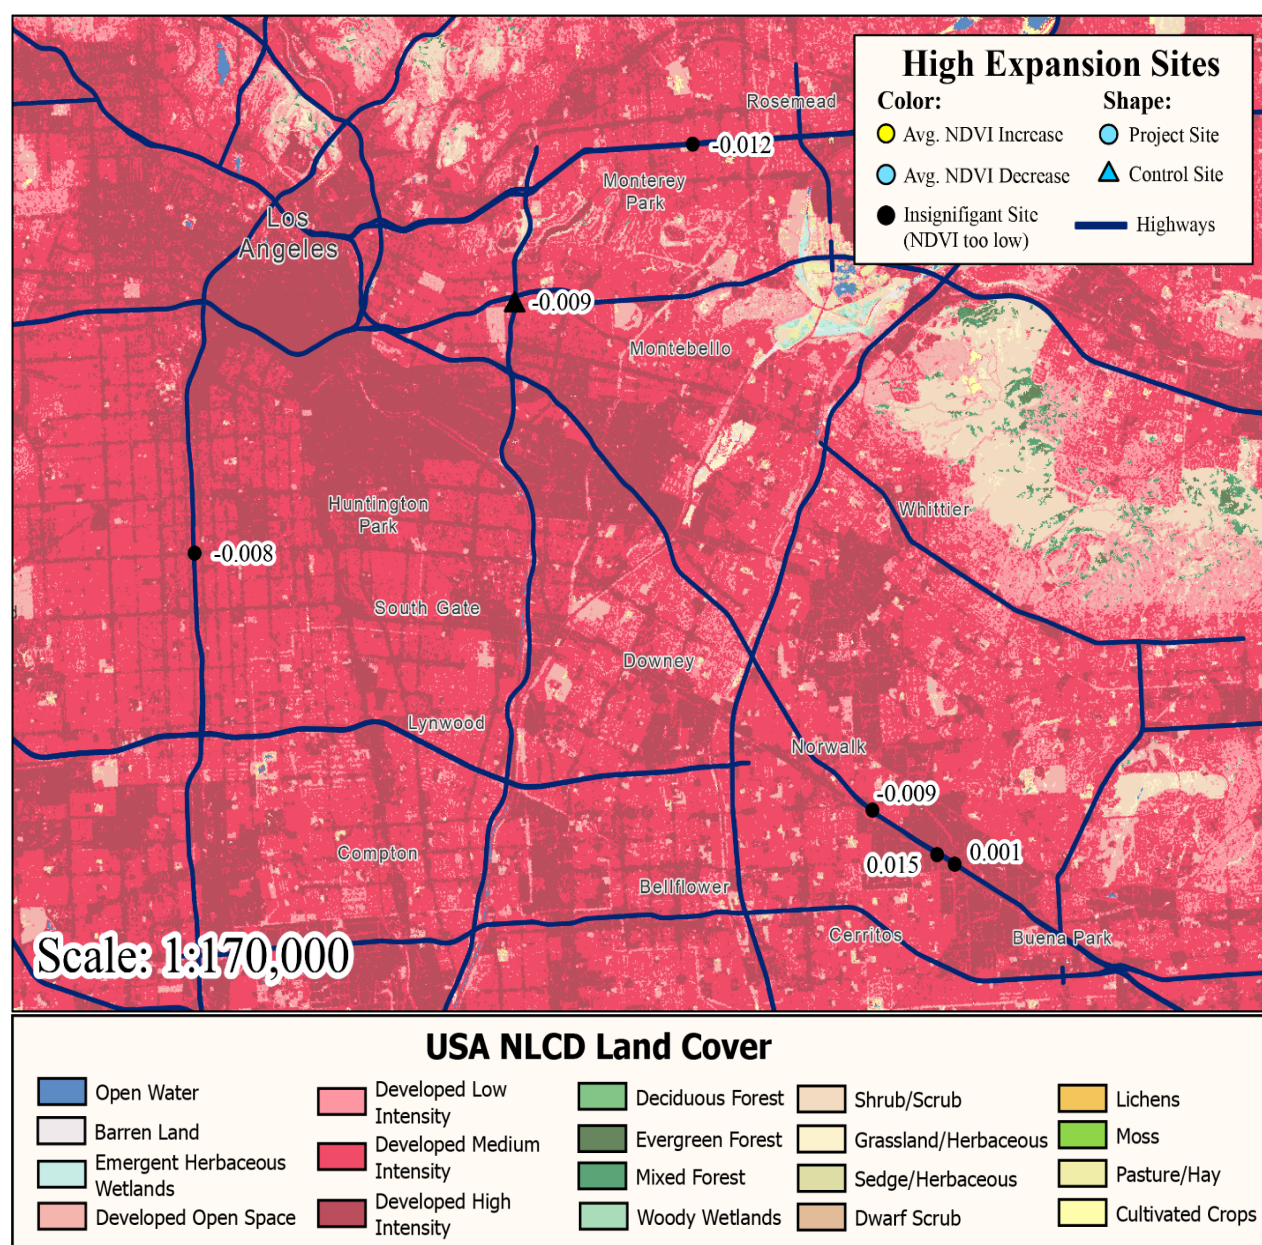 High Expansion Sites
Color:
Shape:
Avg. NDVI Increase
Project Site
Avg. NDVI Decrease
Control Site
Insignifigant Site
(NDVI too low)
Highways
Rosemead
-0.012
Monterey
Park
Los
Angeles
-0.009
Montebello
Huntington
Park
Whittier
-0.008
South Gate
Downey
Lynwood
Norwalk
-0.009
Compton
0.015
0.001
Bellflower
Cerritos
Buena Park
Scale: 1:170,000
USA NLCD Land Cover
Open Water
Barren Land
Emergent Herbaceous
Wetlands
Developed Open Space
Developed Low
Intensity
Developed Medium
Intensity
Developed High
Intensity
Deciduous Forest
Evergreen Forest
Mixed Forest
Woody Wetlands
Shrub/Scrub
Grassland/Herbaceous
Sedge/Herbaceous
Dwarf Scrub
Lichens
Moss
Pasture/Hay
Cultivated Crops